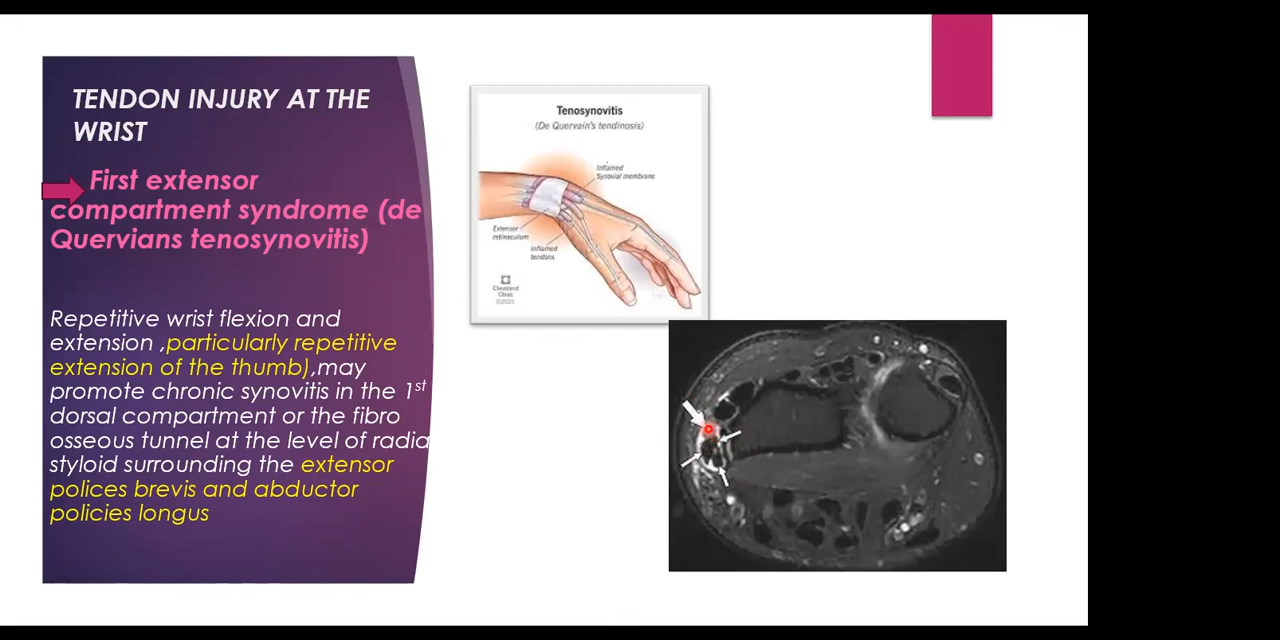 TENDON INJURY AT THE
WRIST
First extensor
compartment syndrome (de
Quervians tenosynovitis)
Repetitive wrist flexion and
extension ,particularly repetitive
extension of the thumb),may
promote chronic synovitis in the 1st
dorsal compartment or the fibro
osseous tunnel at the level of radia
styloid surrounding the extensor
polices brevis and abductor
policies longus
Tenosynovitis
(De Quervain's tendinosis)
Inflamed
Synovial membrane
Extensor
retinaculum
Inflamed
tendons
Cleveland
Clinic
©2021